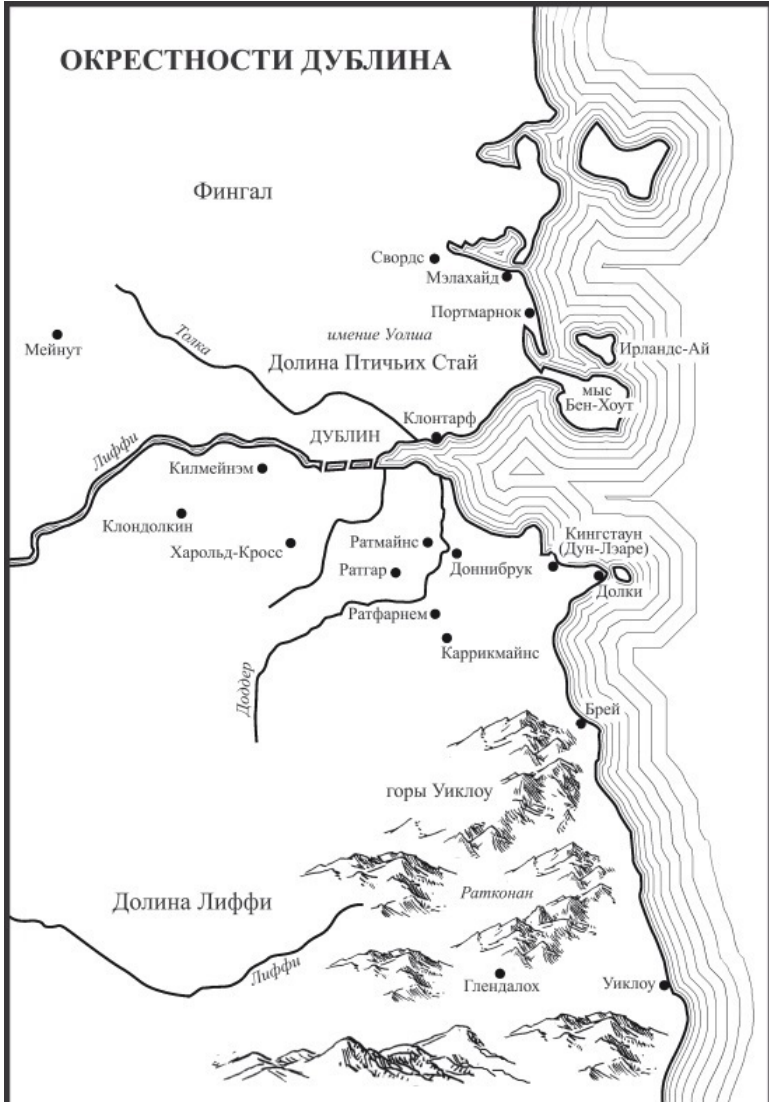 ОКРЕСТНОСТИ ДУБЛИНА
Фингал
Свордс
Мэлахайд
Портмарнок
Толка
Мейнут
имение Уолша
Долина Птичьих Стай
Ирландс-Ай
мыс
Бен-Хоут
Клонтарф
ДУБЛИН
Лиффи
Килмейнэм
Клондолкин
Харольд-Кросс
Ратмайнс
Ратгар
Доннибрук
Кингстаун
(Дун-Лэаре)
Долки
Ратфарнем
Каррикмайнс
Доддер
Брей
горы Уиклоу
Долина Лиффи
Ратконан
Лиффи
Глендалох
Уиклоу